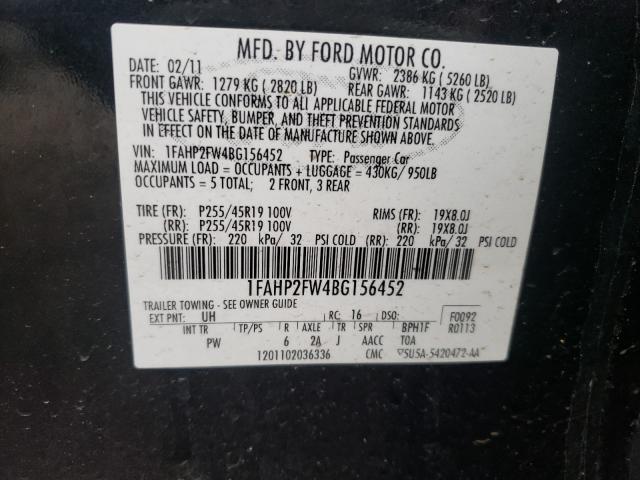 MFD. BY FORD MOTOR CO.
DATE: 02/11 GVWR: 2386 KG ( 5260 LB)
FRONT GAWR: 1279 KG ( 2820 LB) REAR GAWR: 1143 KG ( 2520 LB)
THIS VEHICLE CONFORMS TO ALL APPLICABLE FEDERAL MOTOR
VEHICLE SAFETY, BUMPER, AND THEFT PREVENTION STANDARDS
IN EFFECT ON THE DATE OF MANUFACTURE SHOWN ABOVE.
VIN: 1FAHP2FW4BG156452 TYPE: Passenger Car
MAXIMUM LOAD = OCCUPANTS + LUGGAGE = 430KG/ 950LB
OCCUPANTS = 5 TOTAL; 2 FRONT, 3 REAR
TIRE (FR): P255/45R19 100V RIMS (FR): 19X8.0J
(RR): P255/45R19 100V (RR): 19X8.0J
PRESSURE (FR): 220 kPa/ 32 PSI COLD (RR): 220 kPa/ 32 PSI COLD
1FAHP2FW4BG156452
TRAILER TOWING - SEE OWNER GUIDE
EXT PNT: UH RC: 16 DSO: F0092
INT TR TP/PS R AXLE TR SPR BPH1F R0113
PW 6 2A J AACC TOA
1201102036336 CMC 5U5A-5420472-AA